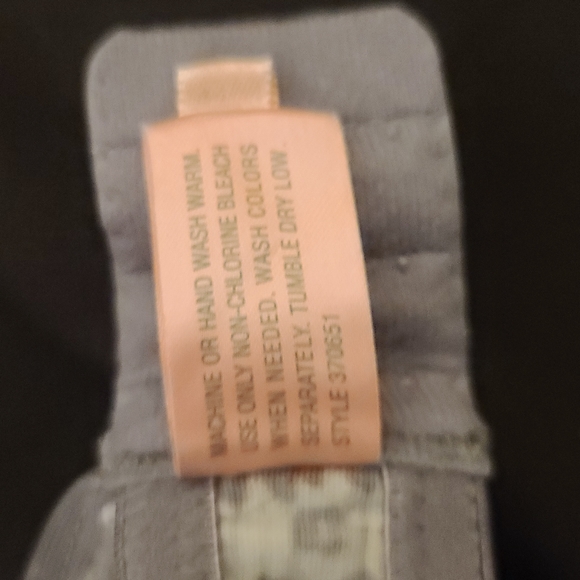 MACHINE OR HAND WASH WARM.
USE ONLY NON-CHLORINE BLEACH
WHEN NEEDED. WASH COLORS
SEPARATELY. TUMBLE DRY LOW.
STYLE 370651